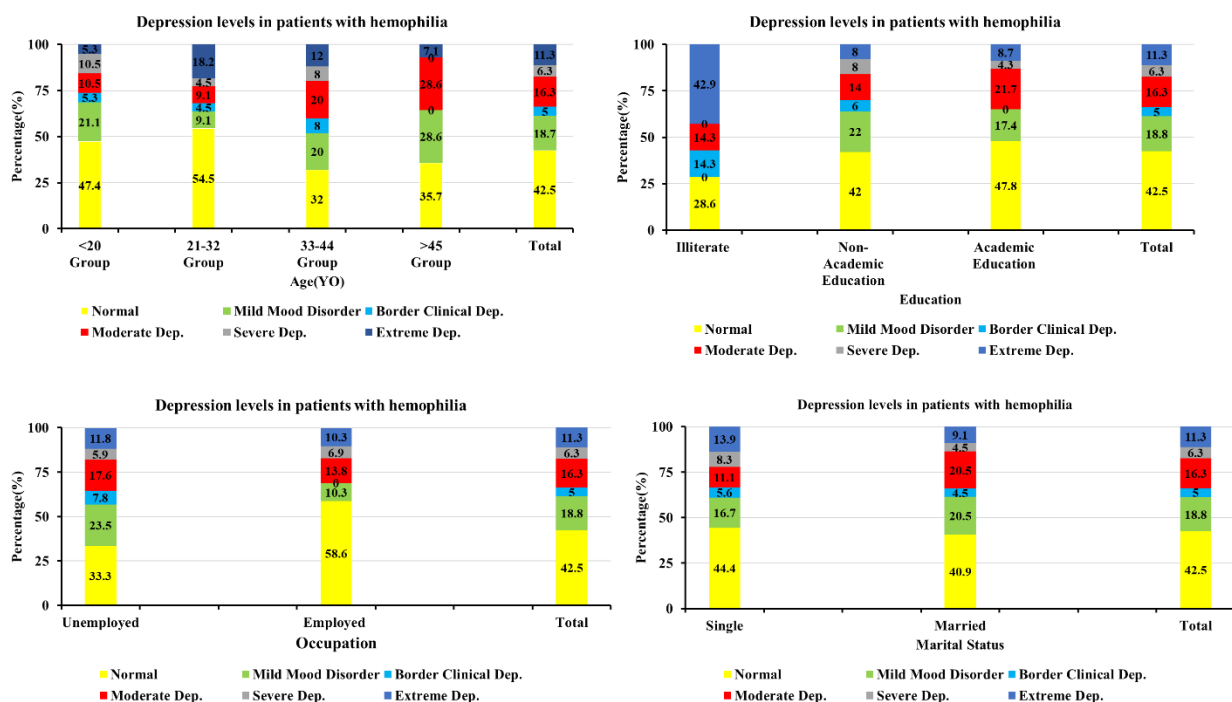 Depression levels in patients with hemophilia
Percentage(%)
100
75
50
25
0
5.3 18.2 12 7.1 11.3
10.5 4.5 8 0 6.3
10.5 9.1 20 28.6 16.3
5.3 4.5 8 0 5
21.1 9.1 20 28.6 18.7
47.4 54.5 32 35.7 42.5
<20 Group 21-32 Group 33-44 Group >45 Group Total
Age(YO)
Normal Mild Mood Disorder Border Clinical Dep.
Moderate Dep. Severe Dep. Extreme Dep.
Depression levels in patients with hemophilia
Percentage(%)
100
75
50
25
0
42.9 8 8.7 11.3
0 8 4.3 6.3
14.3 14 21.7 16.3
14.3 6 0 5
0 22 17.4 18.8
28.6 42 47.8 42.5
Illiterate Non-Academic Education Academic Education Total
Education
Normal Mild Mood Disorder Border Clinical Dep.
Moderate Dep. Severe Dep. Extreme Dep.
Depression levels in patients with hemophilia
Percentage(%)
100
75
50
25
0
11.8 10.3 11.3
5.9 6.9 6.3
17.6 13.8 16.3
7.8 0 5
23.5 10.3 18.8
33.3 58.6 42.5
Unemployed Employed Total
Occupation
Normal Mild Mood Disorder Border Clinical Dep.
Moderate Dep. Severe Dep. Extreme Dep.
Depression levels in patients with hemophilia
Percentage(%)
100
75
50
25
0
13.9 9.1 11.3
8.3 4.5 6.3
11.1 20.5 16.3
5.6 4.5 5
16.7 20.5 18.8
44.4 40.9 42.5
Single Married Total
Marital Status
Normal Mild Mood Disorder Border Clinical Dep.
Moderate Dep. Severe Dep. Extreme Dep.